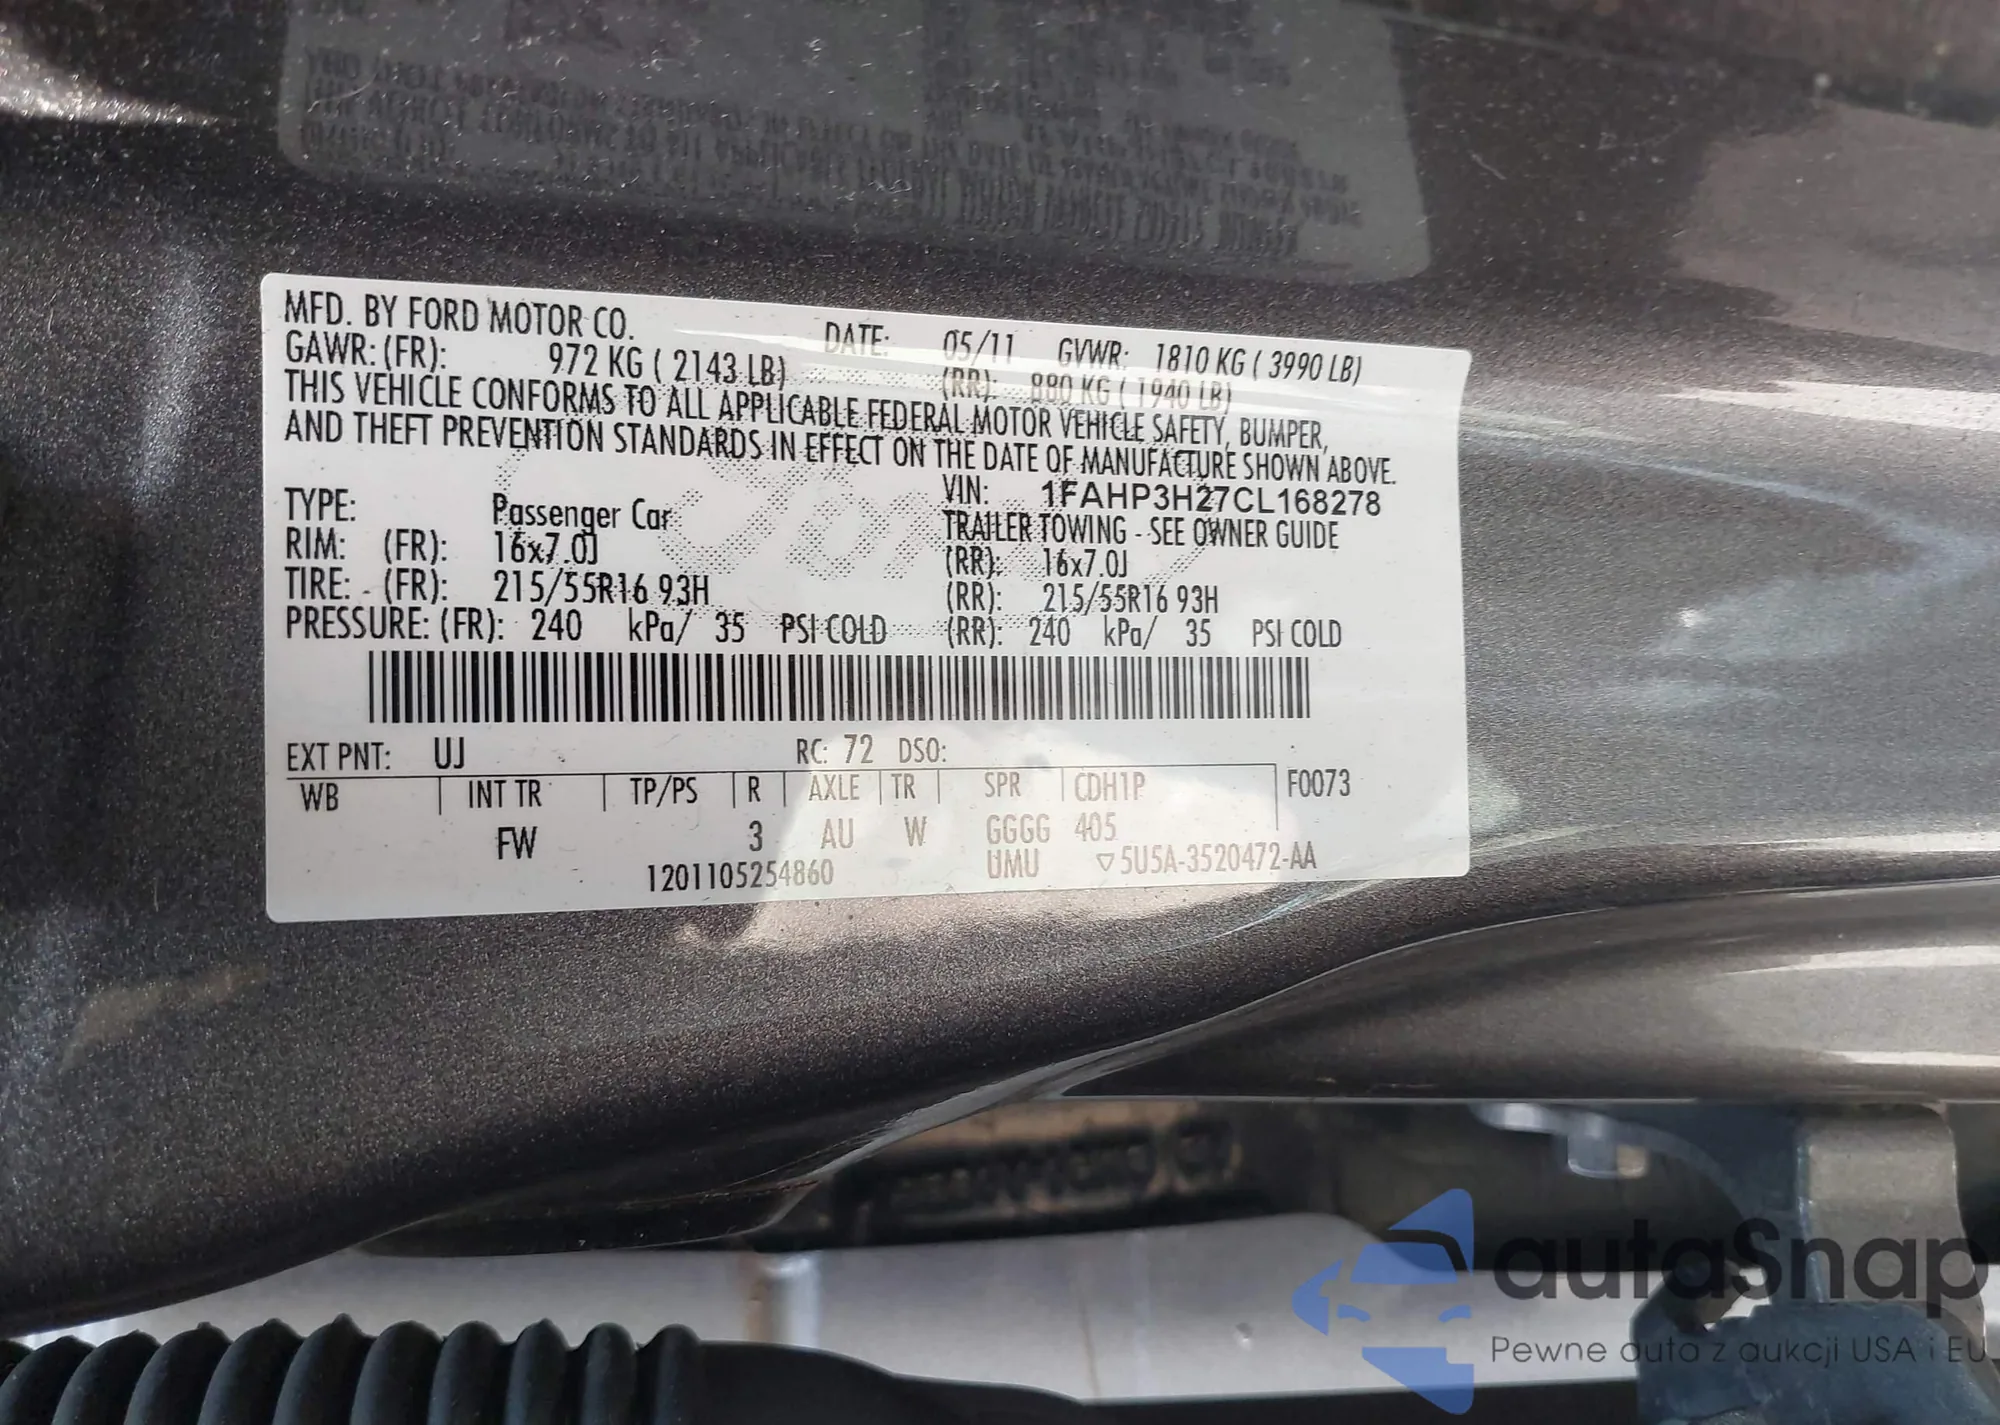 MFD. BY FORD MOTOR CO. DATE: 05/11 GVWR: 1810 KG ( 3990 LB)
GAWR: (FR): 972 KG ( 2143 LB) (RR): 880 KG ( 1940 LB)
THIS VEHICLE CONFORMS TO ALL APPLICABLE FEDERAL MOTOR VEHICLE SAFETY, BUMPER,
AND THEFT PREVENTION STANDARDS IN EFFECT ON THE DATE OF MANUFACTURE SHOWN ABOVE.
VIN: 1FAHP3H27CL168278
TYPE: Passenger Car TRAILER TOWING - SEE OWNER GUIDE
RIM: (FR): 16x7.0J (RR): 16x7.0J
TIRE: (FR): 215/55R16 93H (RR): 215/55R16 93H
PRESSURE: (FR): 240 kPa/ 35 PSI COLD (RR): 240 kPa/ 35 PSI COLD
EXT PNT: UJ RC: 72 DSO:
WB INT TR TP/PS R AXLE TR SPR CDH1P F0073
FW 3 AU W GGGG 405
1201105254860 UMU ▽5U5A-3520472-AA
autaSnap
Pewne auta z aukcji USA i EU